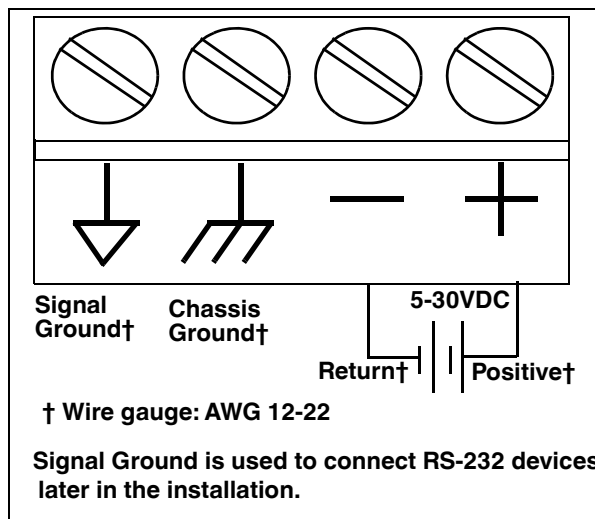 Signal
Ground†
Chassis
Ground†
5-30VDC
Return†
Positive†
† Wire gauge: AWG 12-22
Signal Ground is used to connect RS-232 devices
later in the installation.